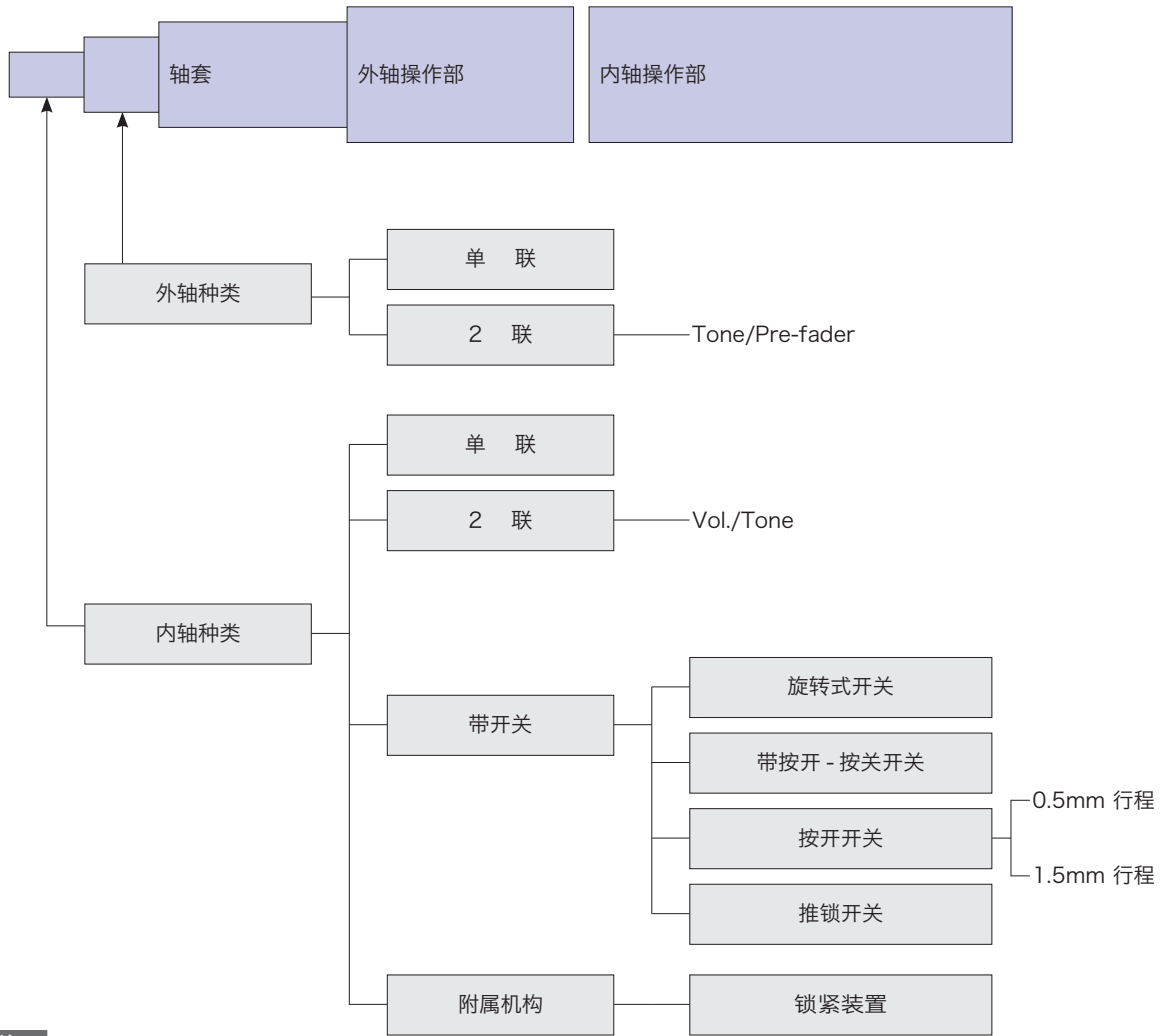 轴套
外轴操作部
内轴操作部
外轴种类
单 联
2 联
Tone/Pre-fader
内轴种类
单 联
2 联
Vol./Tone
带开关
旋转式开关
带按开 - 按关开关
按开开关
0.5mm 行程
1.5mm 行程
推锁开关
附属机构
锁紧装置